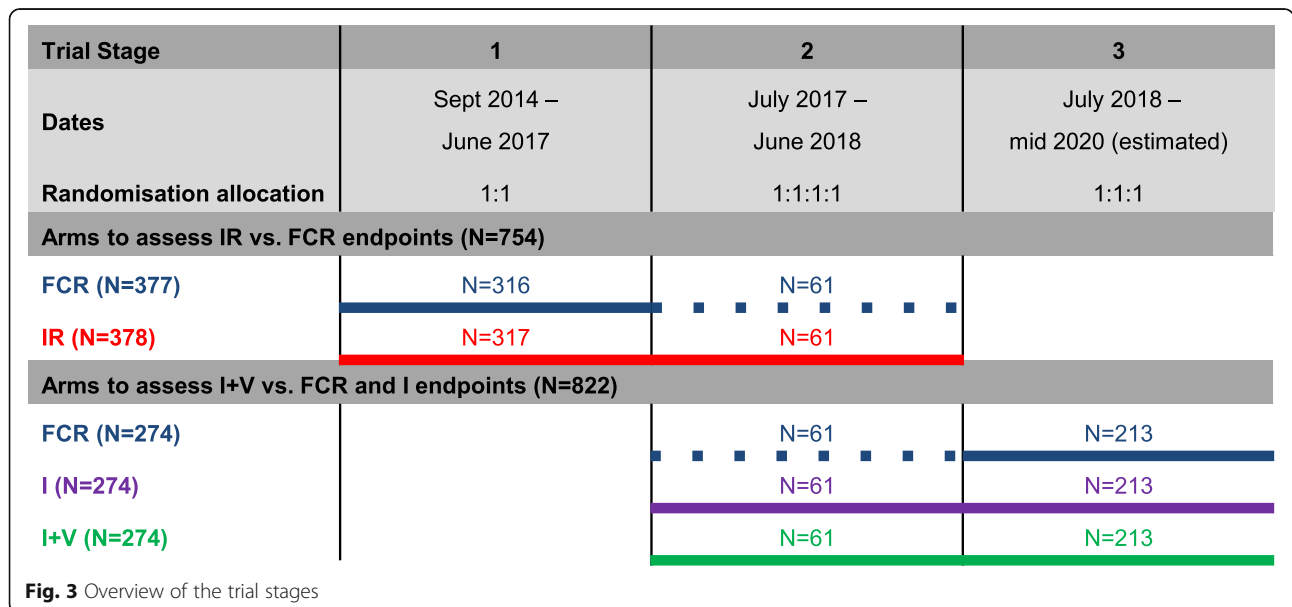 Trial Stage 1 2 3
Dates
Sept 2014 – July 2017 – July 2018 –
June 2017 June 2018 mid 2020 (estimated)
Randomisation allocation 1:1 1:1:1:1 1:1:1
Arms to assess IR vs. FCR endpoints (N=754)
FCR (N=377) N=316 N=61
IR (N=378) N=317 N=61
Arms to assess I+V vs. FCR and I endpoints (N=822)
FCR (N=274) N=61 N=213
I (N=274) N=61 N=213
I+V (N=274) N=61 N=213
Fig. 3 Overview of the trial stages